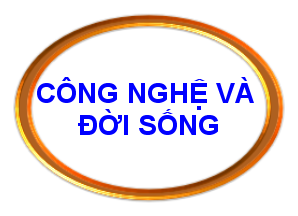 CÔNG NGHỆ VÀ
ĐỜI SỐNG